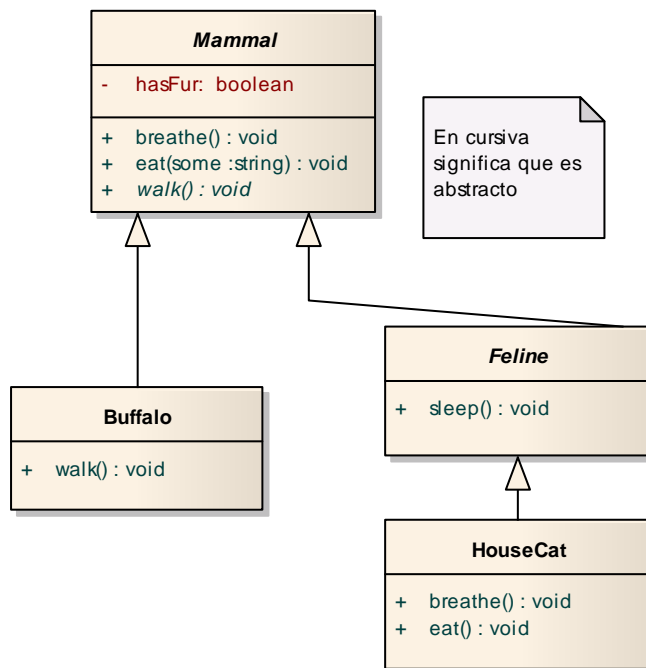 Mammal
- hasFur: boolean
+ breathe() : void
+ eat(some :string) : void
+ walk() : void
En cursiva
significa que es
abstracto
Feline
+ sleep() : void
Buffalo
+ walk() : void
HouseCat
+ breathe() : void
+ eat() : void